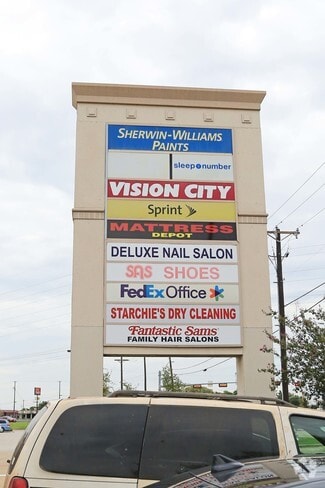 SHERWIN-WILLIAMS
PAINTS
sleep number
VISION CITY
Sprint
MATTRESS
DEPOT
DELUXE NAIL SALON
SAS SHOES
FedEx Office
STARCHIE'S DRY CLEANING
Fantastic Sams
FAMILY HAIR SALONS